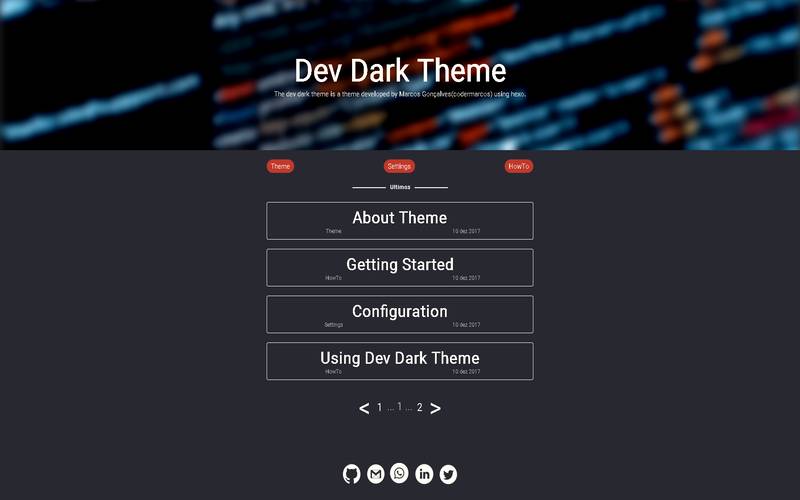 Dev Dark Theme
The dev dark theme is a theme developed by Marcos Gonçalves(codermarcos) using hexo.
Theme Settings HowTo
Ultimos
About Theme
Theme 10 dez 2017
Getting Started
HowTo 10 dez 2017
Configuration
Settings 10 dez 2017
Using Dev Dark Theme
HowTo 10 dez 2017
< 1 ... 1 ... 2 >